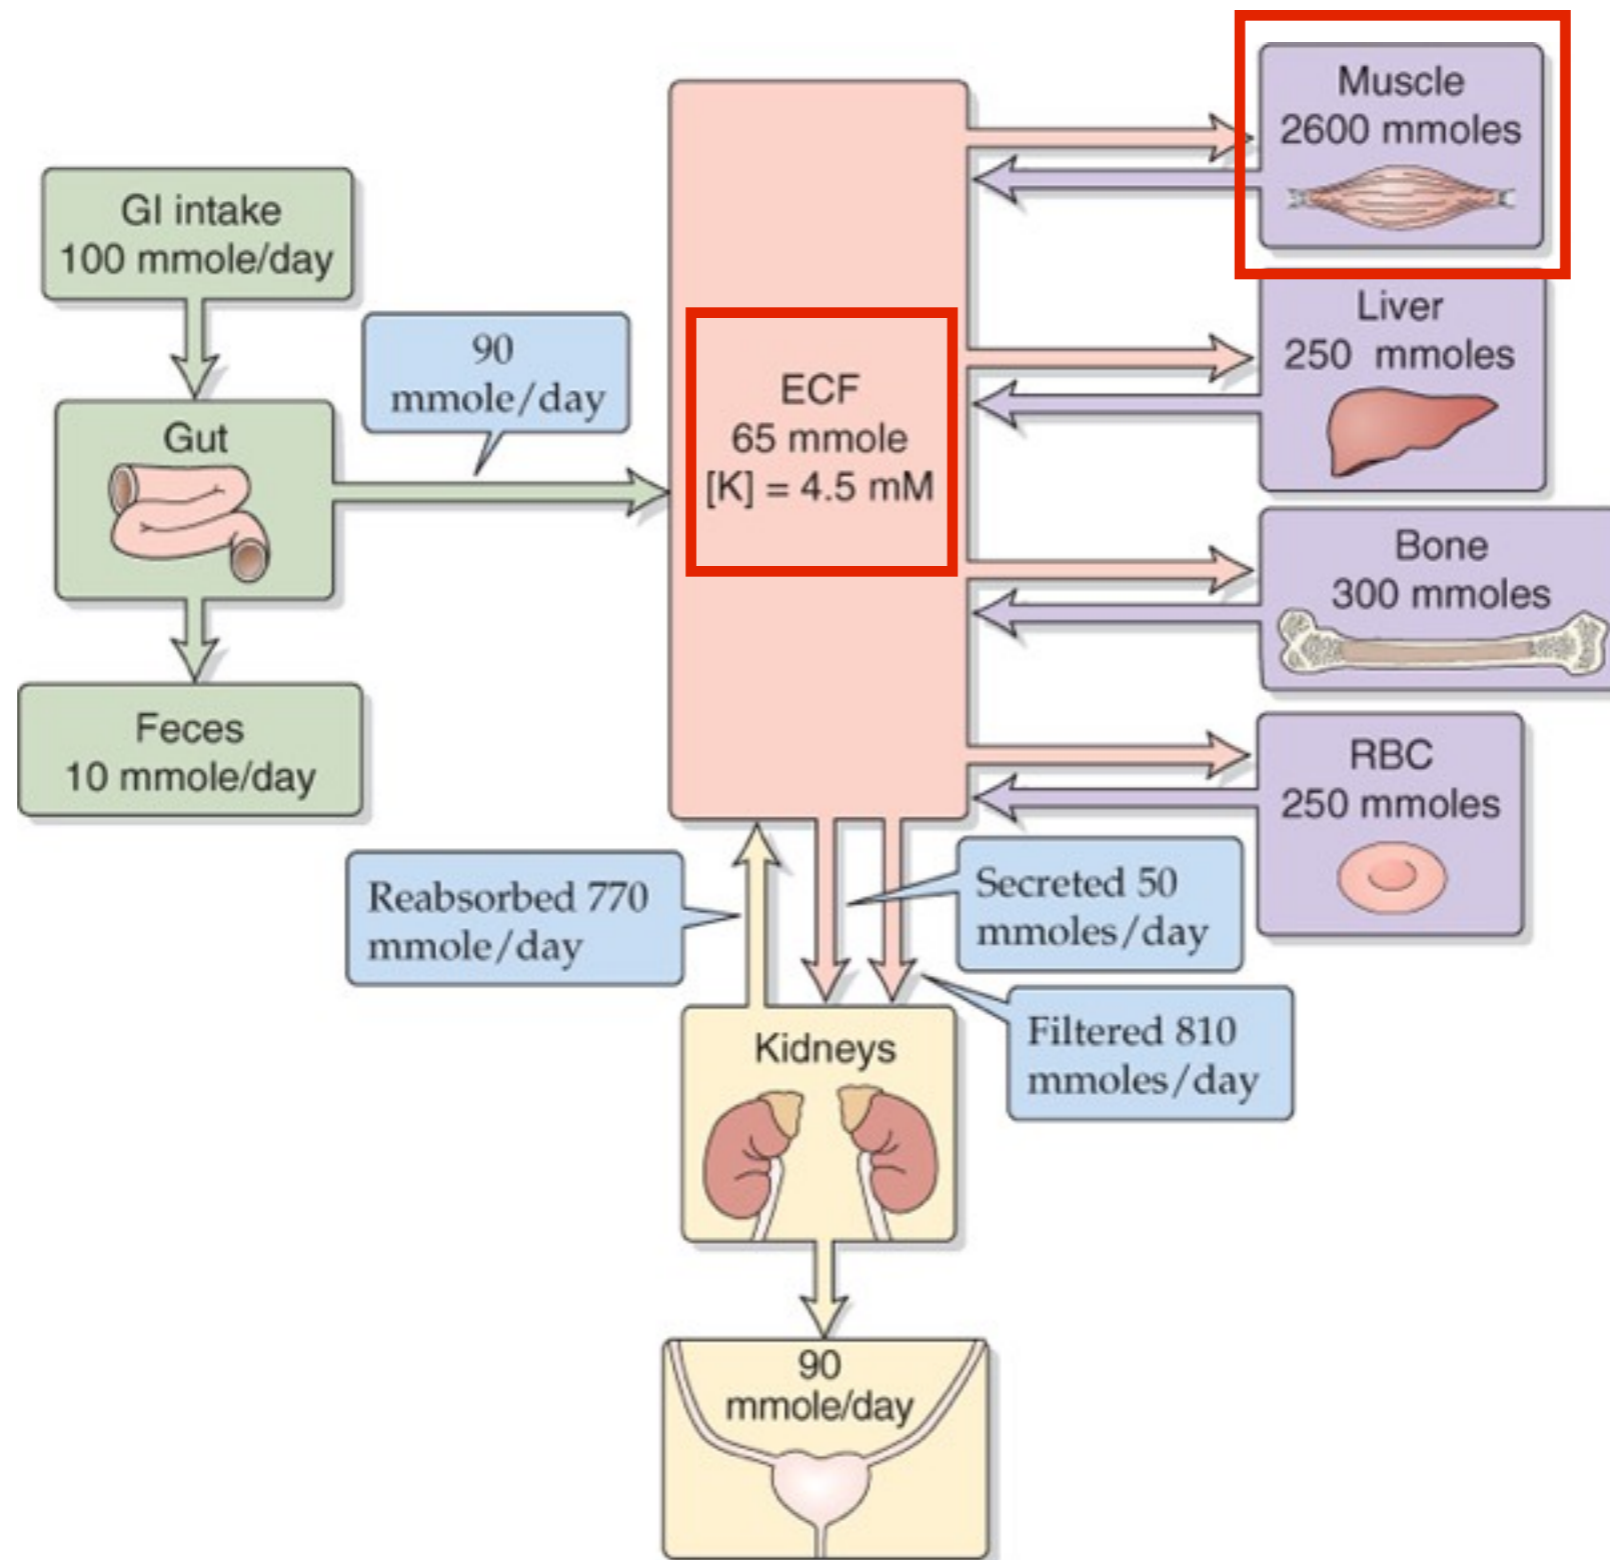 GI intake
100 mmole/day
Gut
Feces
10 mmole/day
90
mmole/day
ECF
65 mmole
[K] = 4.5 mM
Muscle
2600 mmoles
Liver
250 mmoles
Bone
300 mmoles
RBC
250 mmoles
Reabsorbed 770
mmole/day
Secreted 50
mmoles/day
Filtered 810
mmoles/day
Kidneys
90
mmole/day